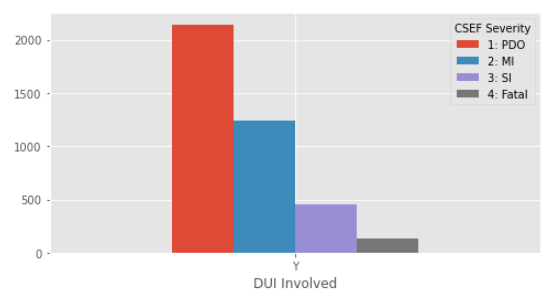 CSEF Severity
1: PDO
2: MI
3: SI
4: Fatal
2000
1500
1000
500
0
Y
DUI Involved